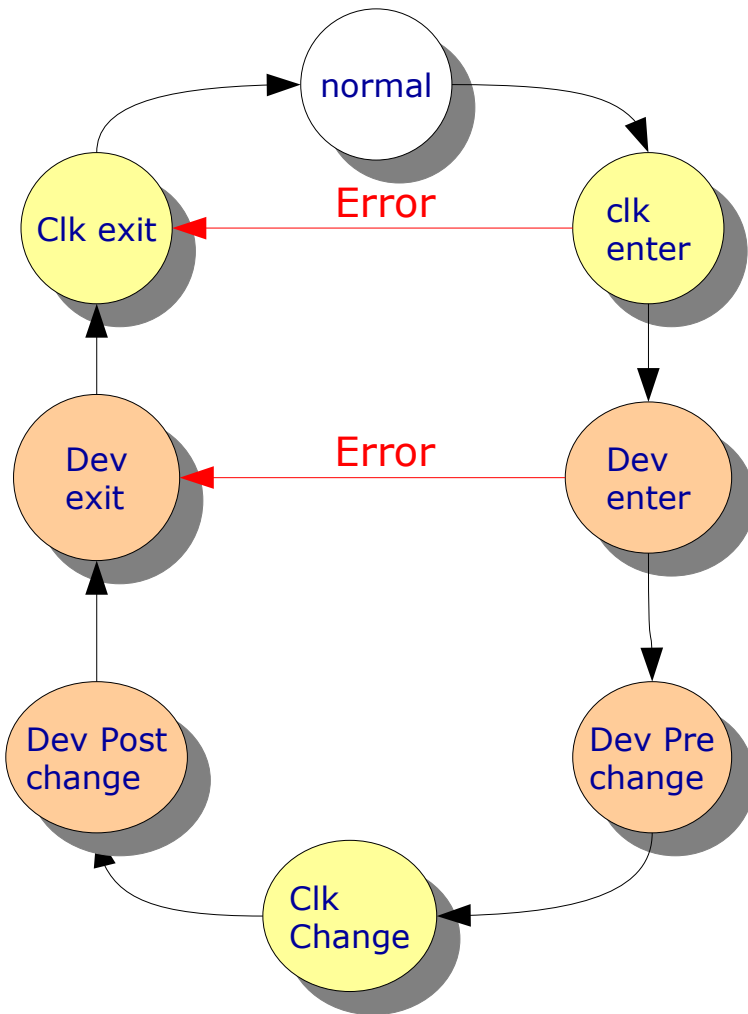 normal
Error
Clk exit
clk
enter
Error
Dev
exit
Dev
enter
Dev Post
change
Dev Pre
change
Clk
Change